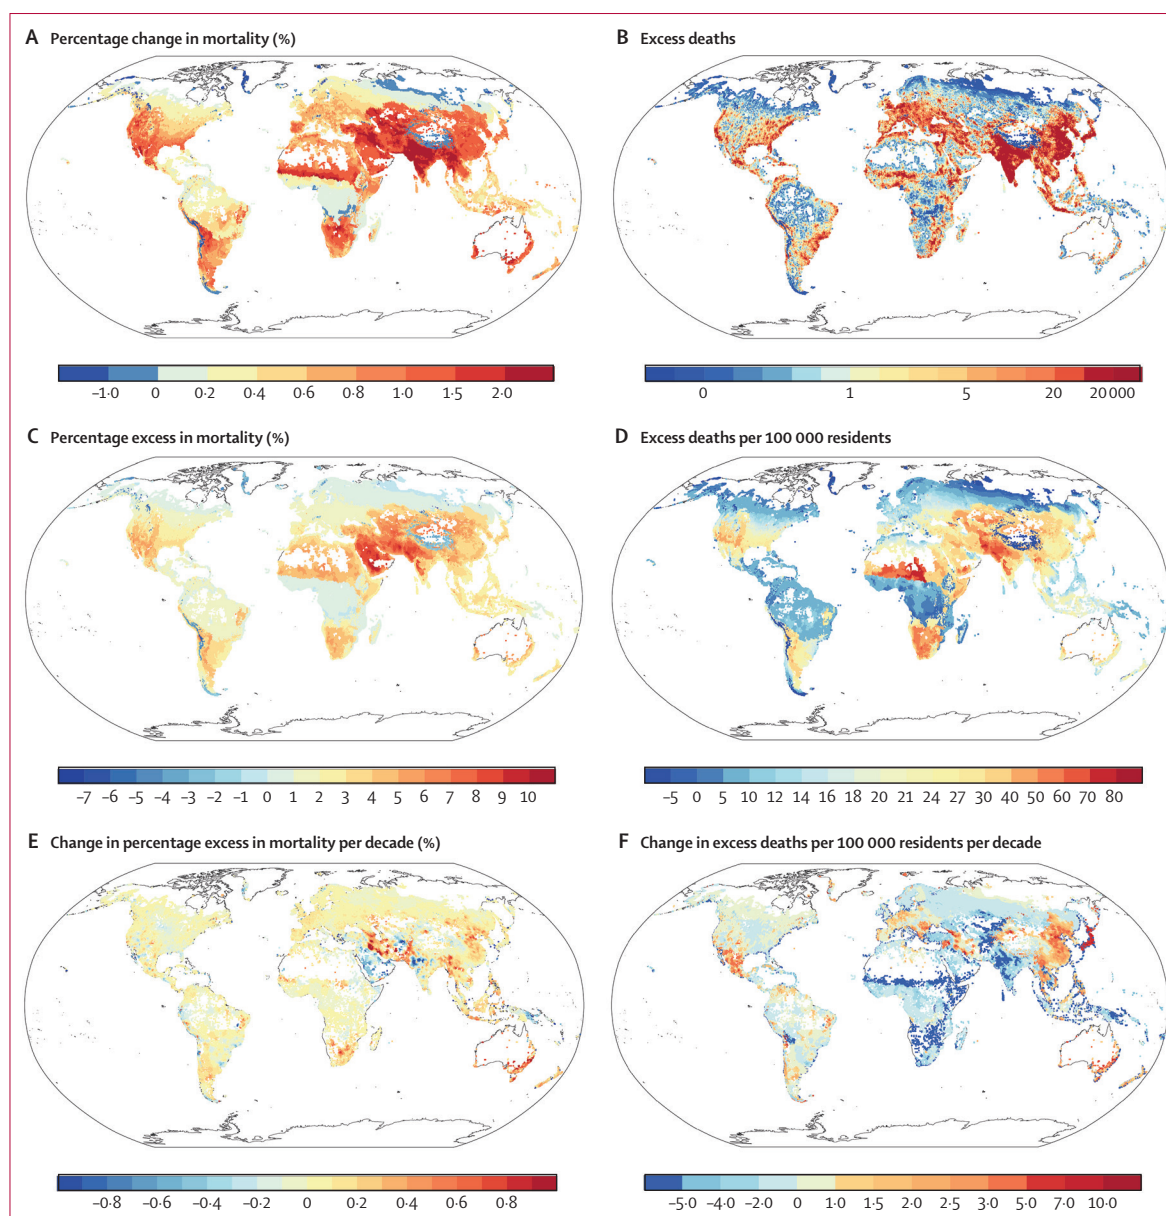 A Percentage change in mortality (%)
B Excess deaths
–1·0 0 0·2 0·4 0·6 0·8 1·0 1·5 2·0
0 1 5 20 20 000
C Percentage excess in mortality (%)
D Excess deaths per 100 000 residents
–7 –6 –5 –4 –3 –2 –1 0 1 2 3 4 5 6 7 8 9 10
–5 0 5 10 12 14 16 18 20 21 24 27 30 40 50 60 70 80
E Change in percentage excess in mortality per decade (%)
F Change in excess deaths per 100 000 residents per decade
–0·8 –0·6 –0·4 –0·2 0 0·2 0·4 0·6 0·8
–5·0 –4·0 –2·0 0 1·0 1·5 2·0 2·5 3·0 5·0 7·0 10·0